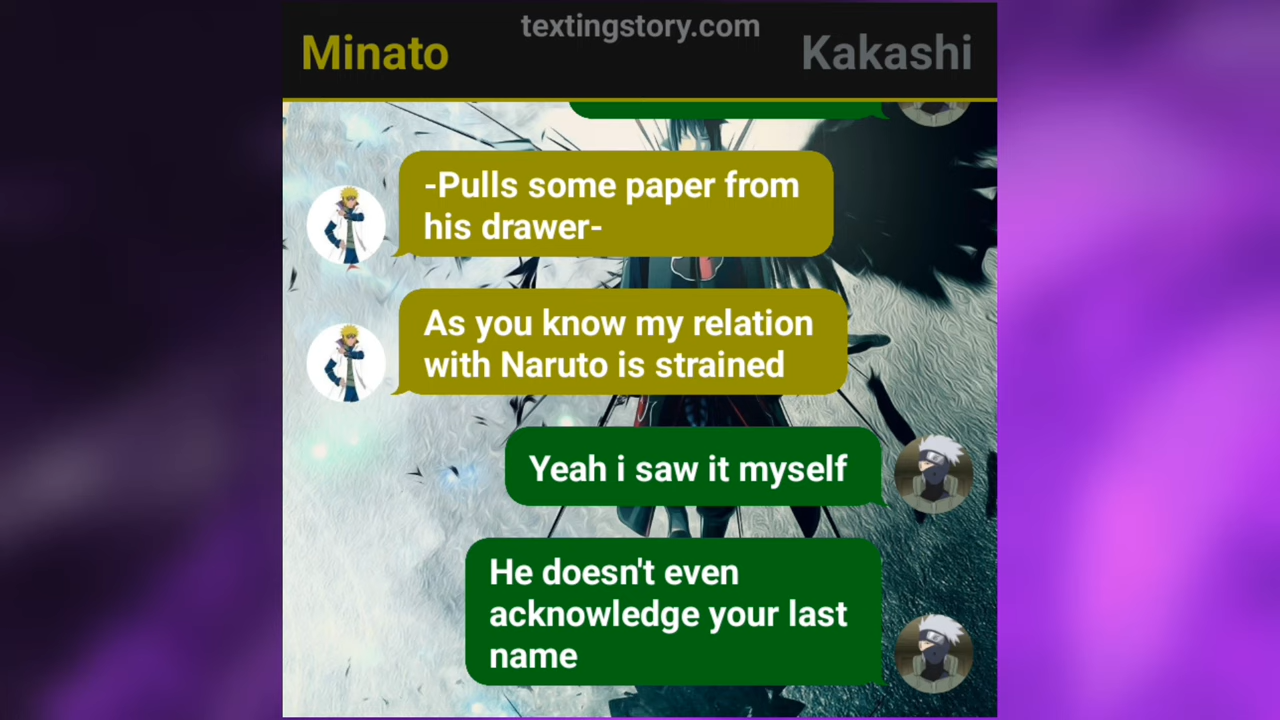 textingstory.com
Minato
Kakashi
-Pulls some paper from
his drawer-
As you know my relation
with Naruto is strained
Yeah i saw it myself
He doesn't even
acknowledge your last
name